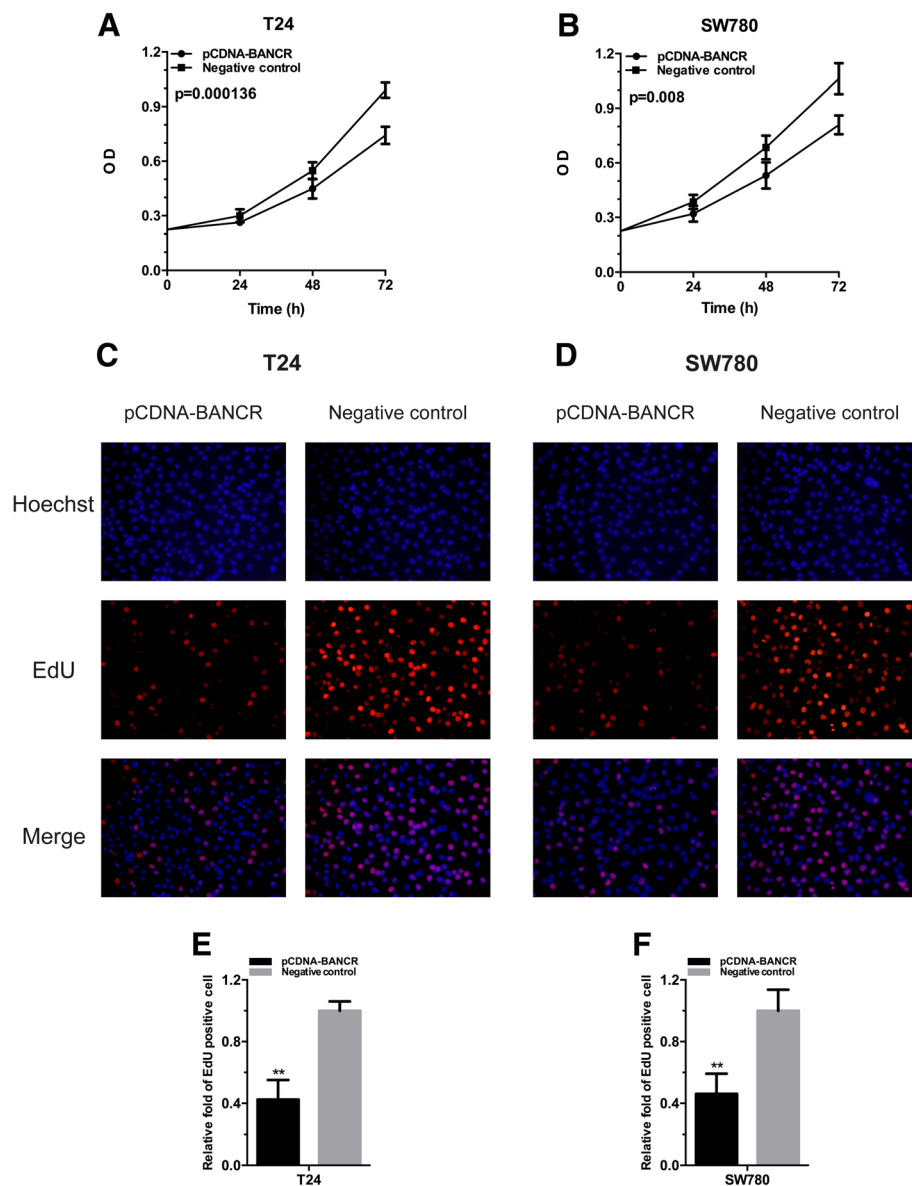 A
T24
pCDNA-BANCR
Negative control
p=0.000136
1.2
0.9
0.6
0.3
0.0
OD
0 24 48 72
Time (h)
B
SW780
pCDNA-BANCR
Negative control
p=0.008
1.2
0.9
0.6
0.3
0.0
OD
0 24 48 72
Time (h)
C
T24
D
SW780
pCDNA-BANCR Negative control pCDNA-BANCR Negative control
Hoechst
EdU
Merge
E
pCDNA-BANCR
Negative control
Relative fold of EdU positive cell
1.2
0.8
0.4
0.0
**
T24
F
pCDNA-BANCR
Negative control
Relative fold of EdU positive cell
1.2
0.8
0.4
0.0
**
SW780